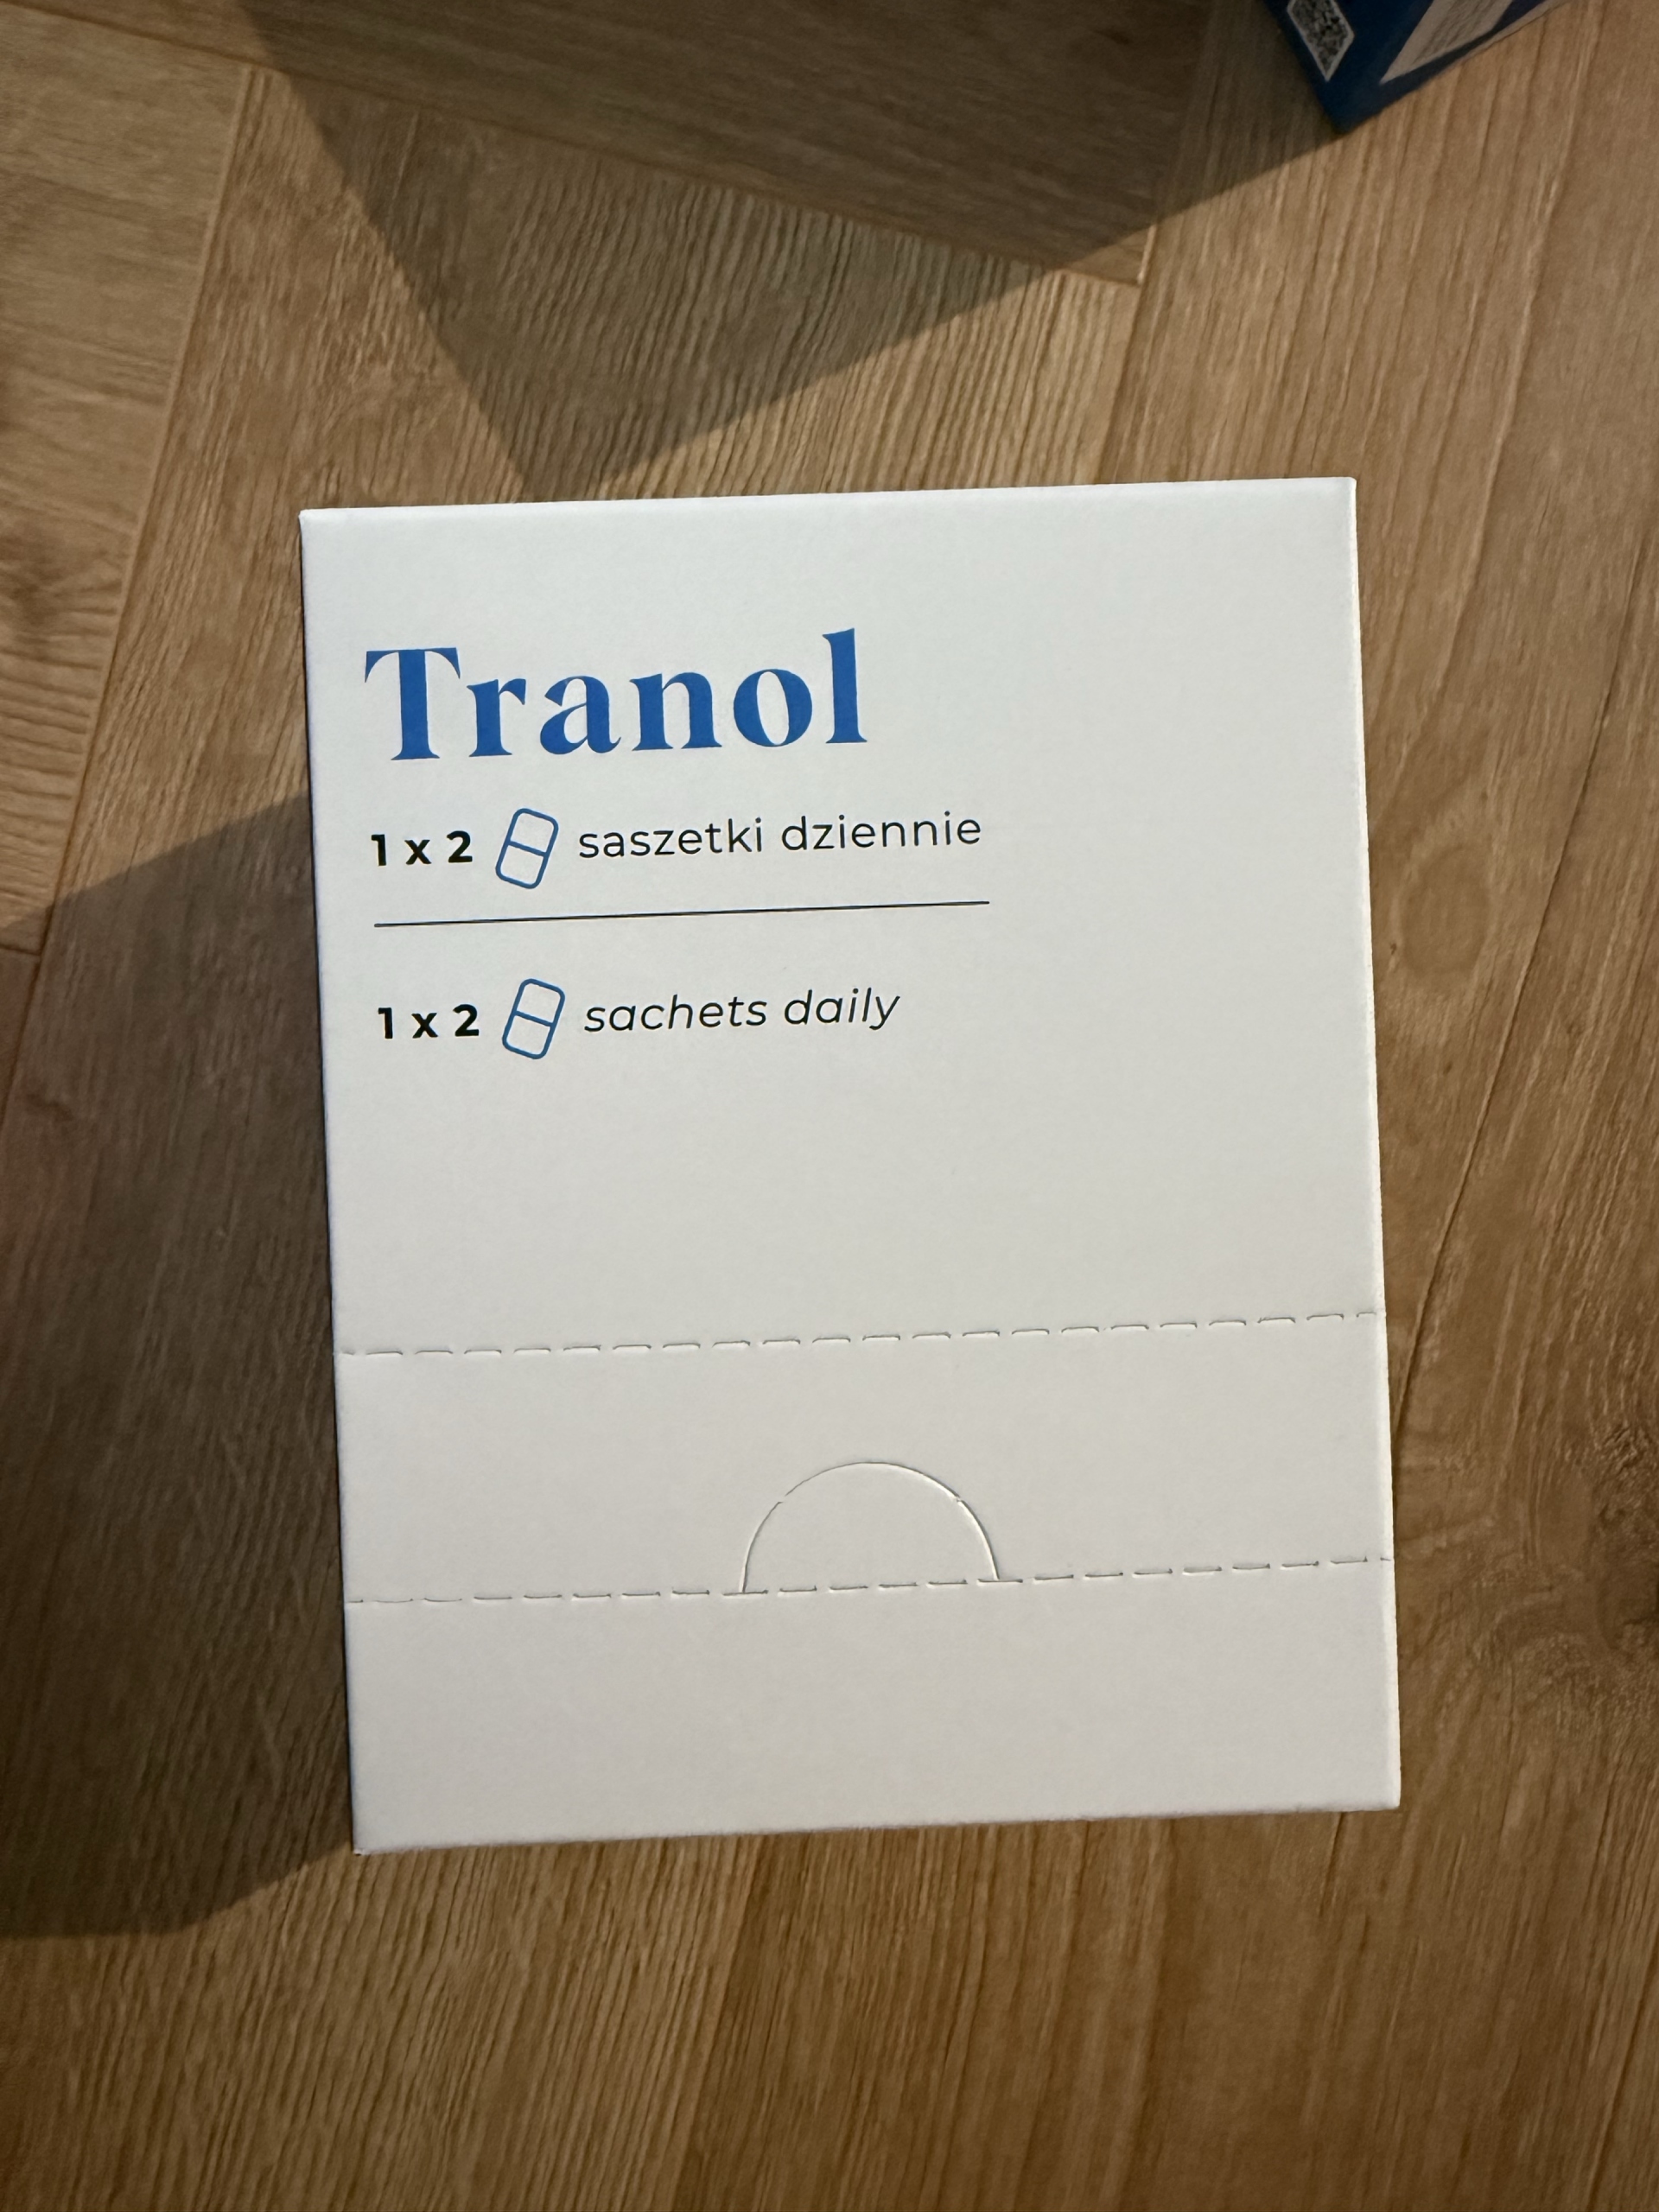 Tranol
1 x 2 saszetki dziennie
1 x 2 sachets daily